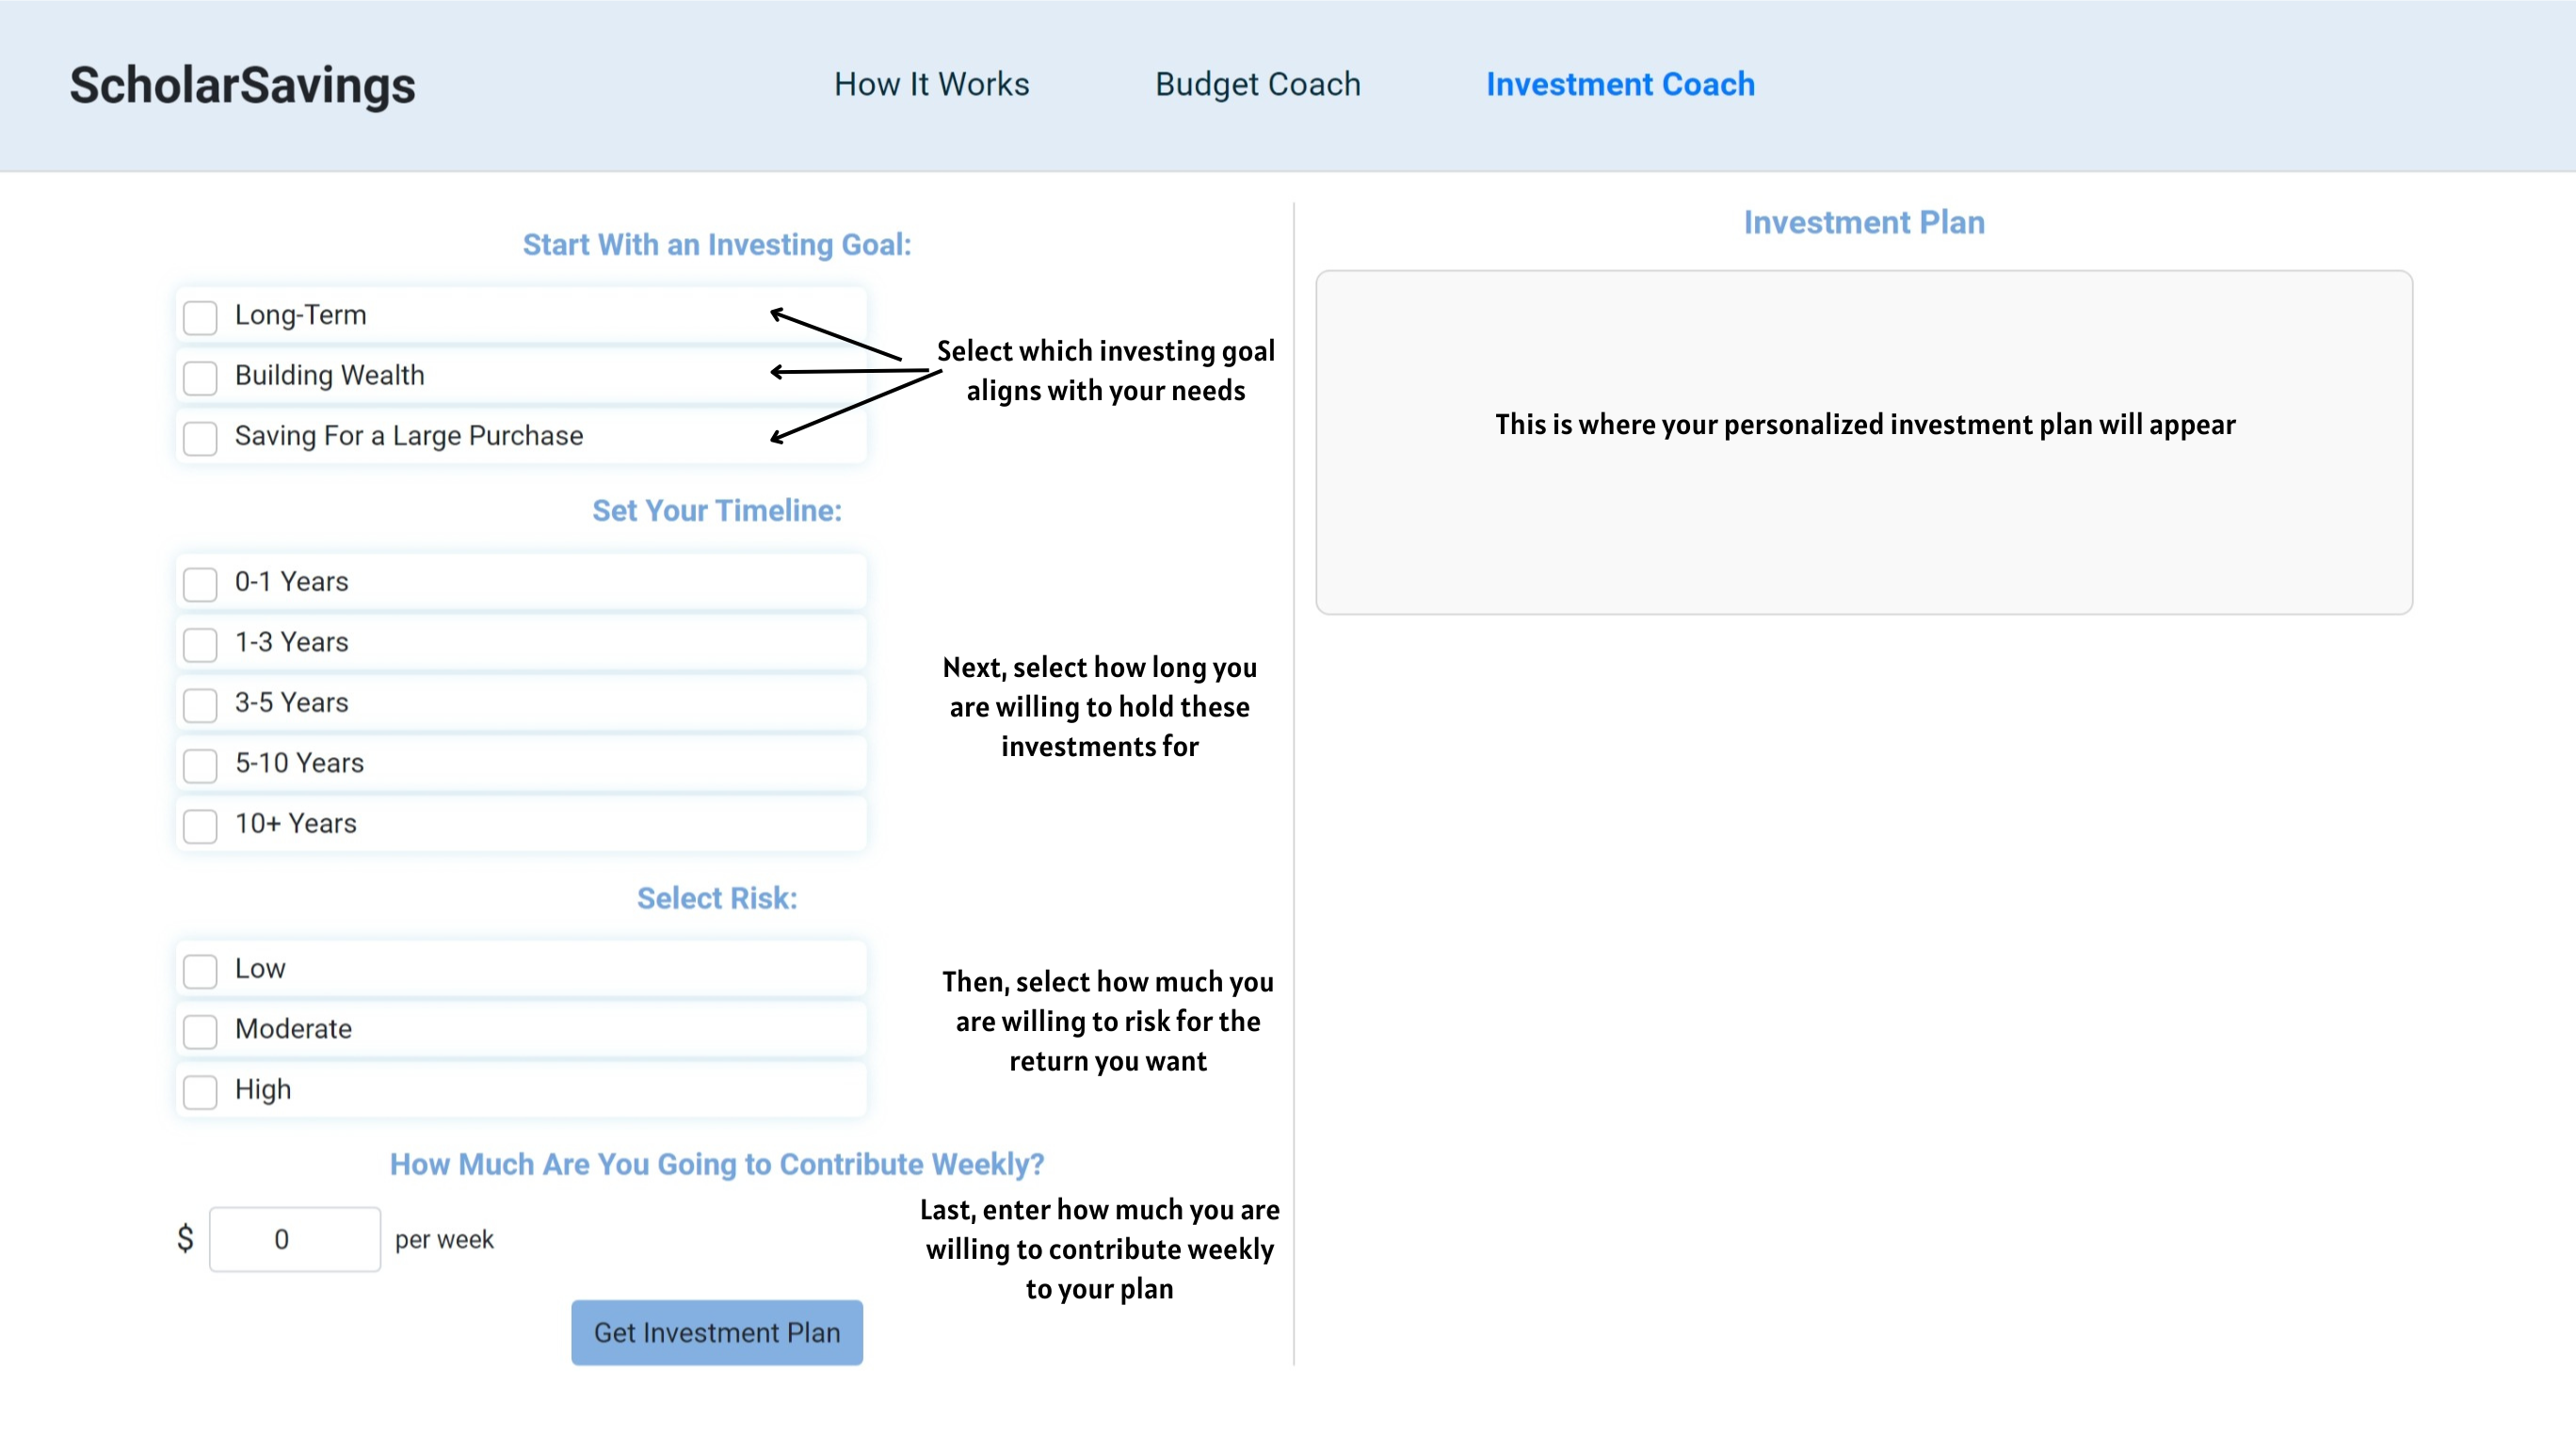 ScholarSavings
How It Works
Budget Coach
Investment Coach
Start With an Investing Goal:
Long-Term
Building Wealth
Saving For a Large Purchase
Select which investing goal
aligns with your needs
Set Your Timeline:
0-1 Years
1-3 Years
3-5 Years
5-10 Years
10+ Years
Next, select how long you
are willing to hold these
investments for
Select Risk:
Low
Moderate
High
Then, select how much you
are willing to risk for the
return you want
How Much Are You Going to Contribute Weekly?
$ 0 per week
Last, enter how much you are
willing to contribute weekly
to your plan
Get Investment Plan
Investment Plan
This is where your personalized investment plan will appear